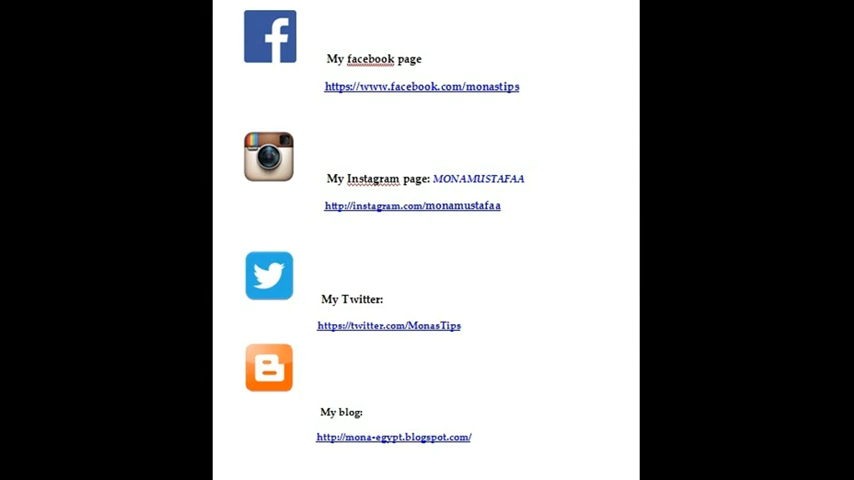 My facebook page
https://www.facebook.com/monastips
My Instagram page: MONAMUSTAFAA
http://instagram.com/monamustafaa
My Twitter:
https://twitter.com/MonasTips
My blog:
http://mona-egypt.blogspot.com/